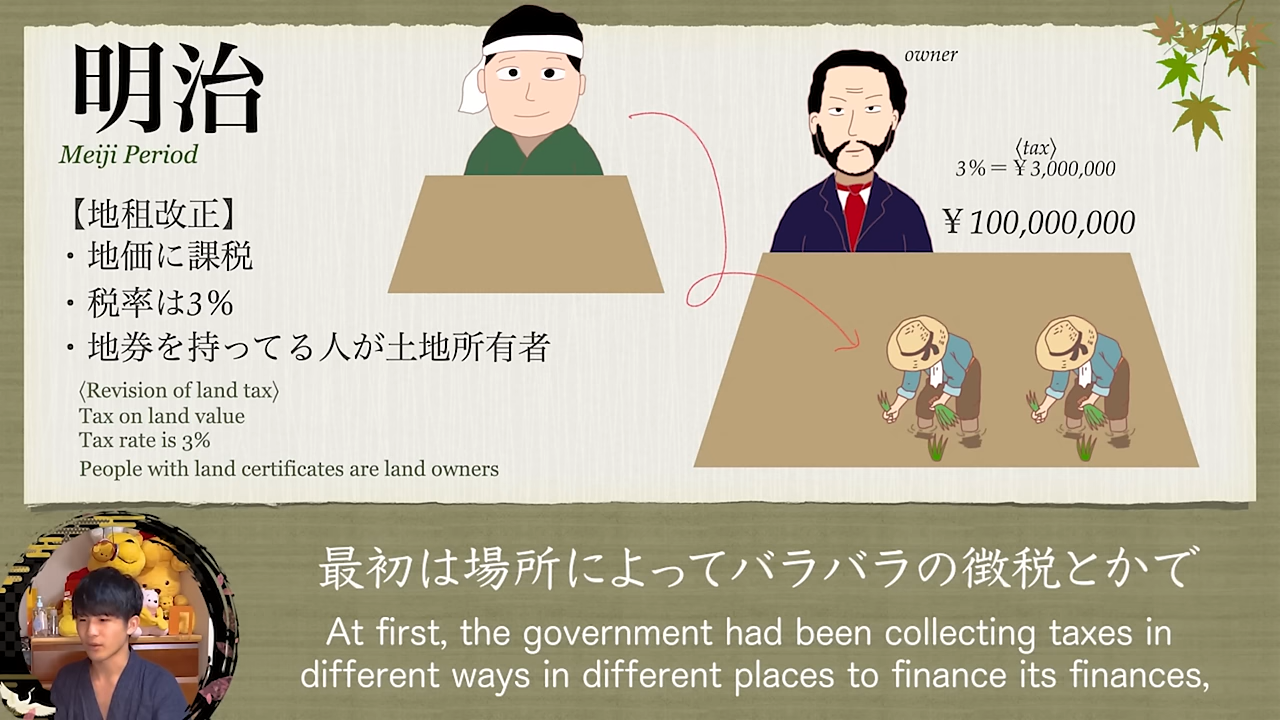 明治
Meiji Period
【地租改正】
・地価に課税
・税率は3%
・地券を持ってる人が土地所有者
〈Revision of land tax〉
Tax on land value
Tax rate is 3%
People with land certificates are land owners
owner
〈tax〉
3%＝¥3,000,000
¥100,000,000
最初は場所によってバラバラの徴税とかで
At first, the government had been collecting taxes in
different ways in different places to finance its finances,